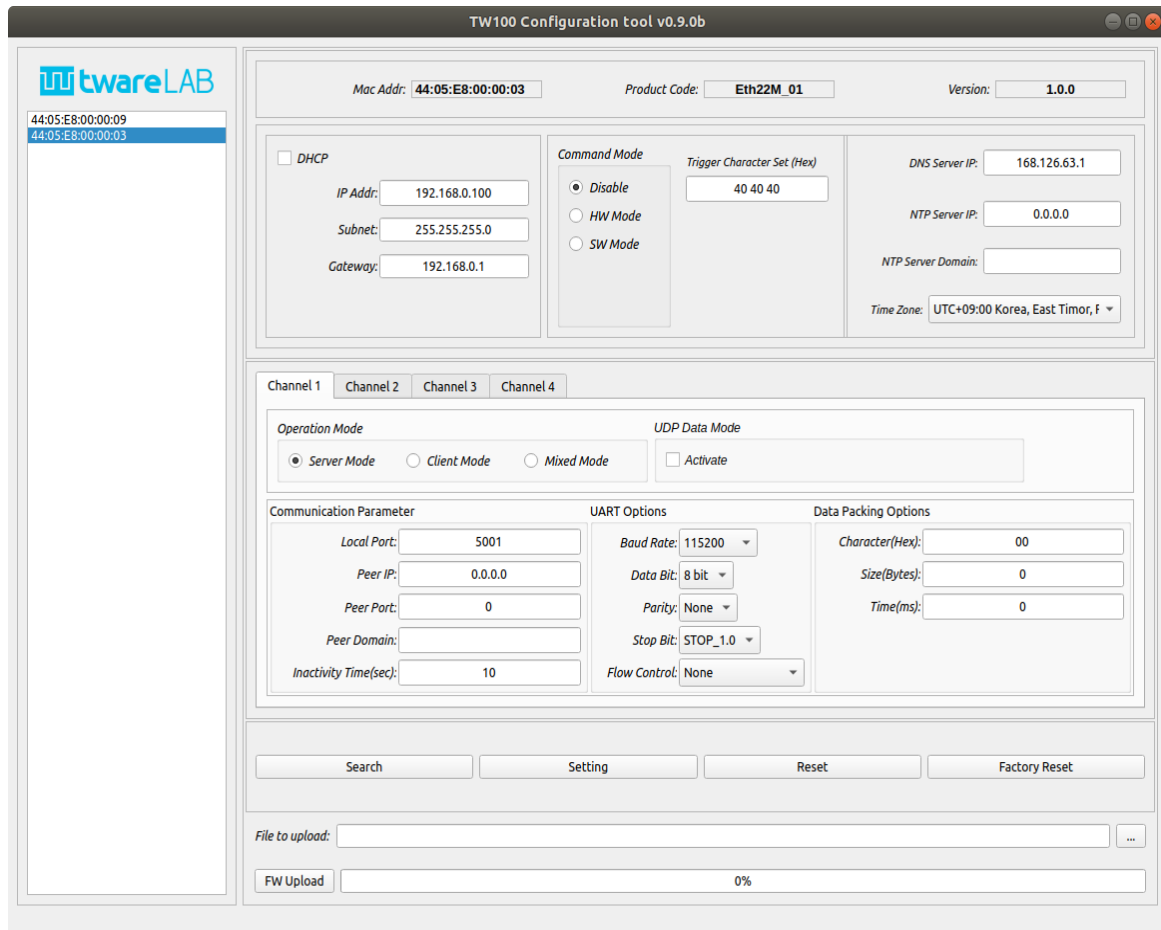 TW100 Configuration tool v0.9.0b
twareLAB
44:05:E8:00:00:09
44:05:E8:00:00:03
Mac Addr: 44:05:E8:00:00:03 Product Code: Eth22M_01 Version: 1.0.0
DHCP
IP Addr: 192.168.0.100
Subnet: 255.255.255.0
Gateway: 192.168.0.1
Command Mode
Disable
HW Mode
SW Mode
Trigger Character Set (Hex)
40 40 40
DNS Server IP: 168.126.63.1
NTP Server IP: 0.0.0.0
NTP Server Domain:
Time Zone: UTC+09:00 Korea, East Timor, F
Channel 1 Channel 2 Channel 3 Channel 4
Operation Mode
Server Mode Client Mode Mixed Mode
UDP Data Mode
Activate
Communication Parameter
Local Port: 5001
Peer IP: 0.0.0.0
Peer Port: 0
Peer Domain:
Inactivity Time(sec): 10
UART Options
Baud Rate: 115200
Data Bit: 8 bit
Parity: None
Stop Bit: STOP_1.0
Flow Control: None
Data Packing Options
Character(Hex): 00
Size(Bytes): 0
Time(ms): 0
Search Setting Reset Factory Reset
File to upload: ...
FW Upload 0%